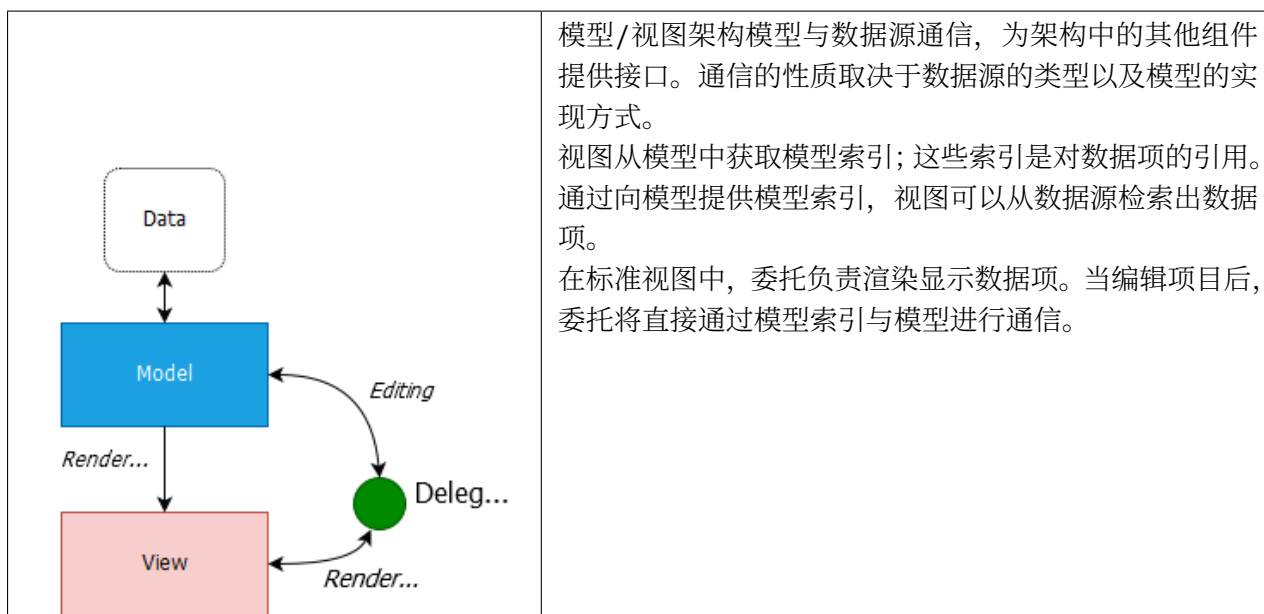 Data
Model
Editing
Render...
Deleg...
View
Render...
模型/视图架构模型与数据源通信，为架构中的其他组件
提供接口。通信的性质取决于数据源的类型以及模型的实
现方式。
视图从模型中获取模型索引；这些索引是对数据项的引用。
通过向模型提供模型索引，视图可以从数据源检索出数据
项。
在标准视图中，委托负责渲染显示数据项。当编辑项目后，
委托将直接通过模型索引与模型进行通信。